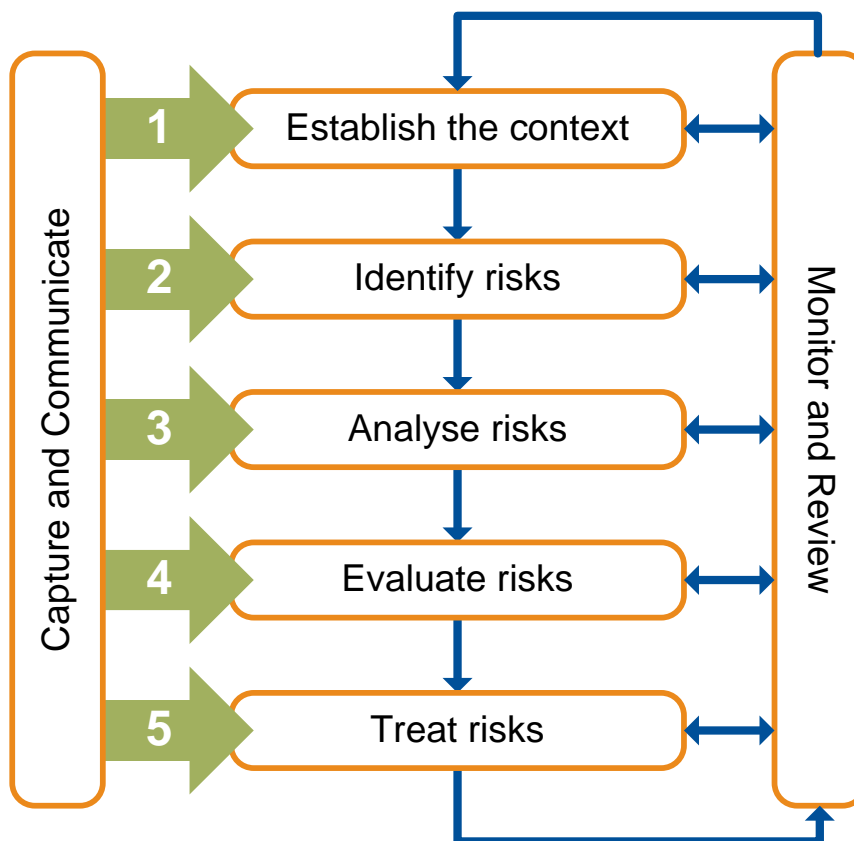 Capture and Communicate
1
Establish the context
2
Identify risks
3
Analyse risks
4
Evaluate risks
5
Treat risks
Monitor and Review